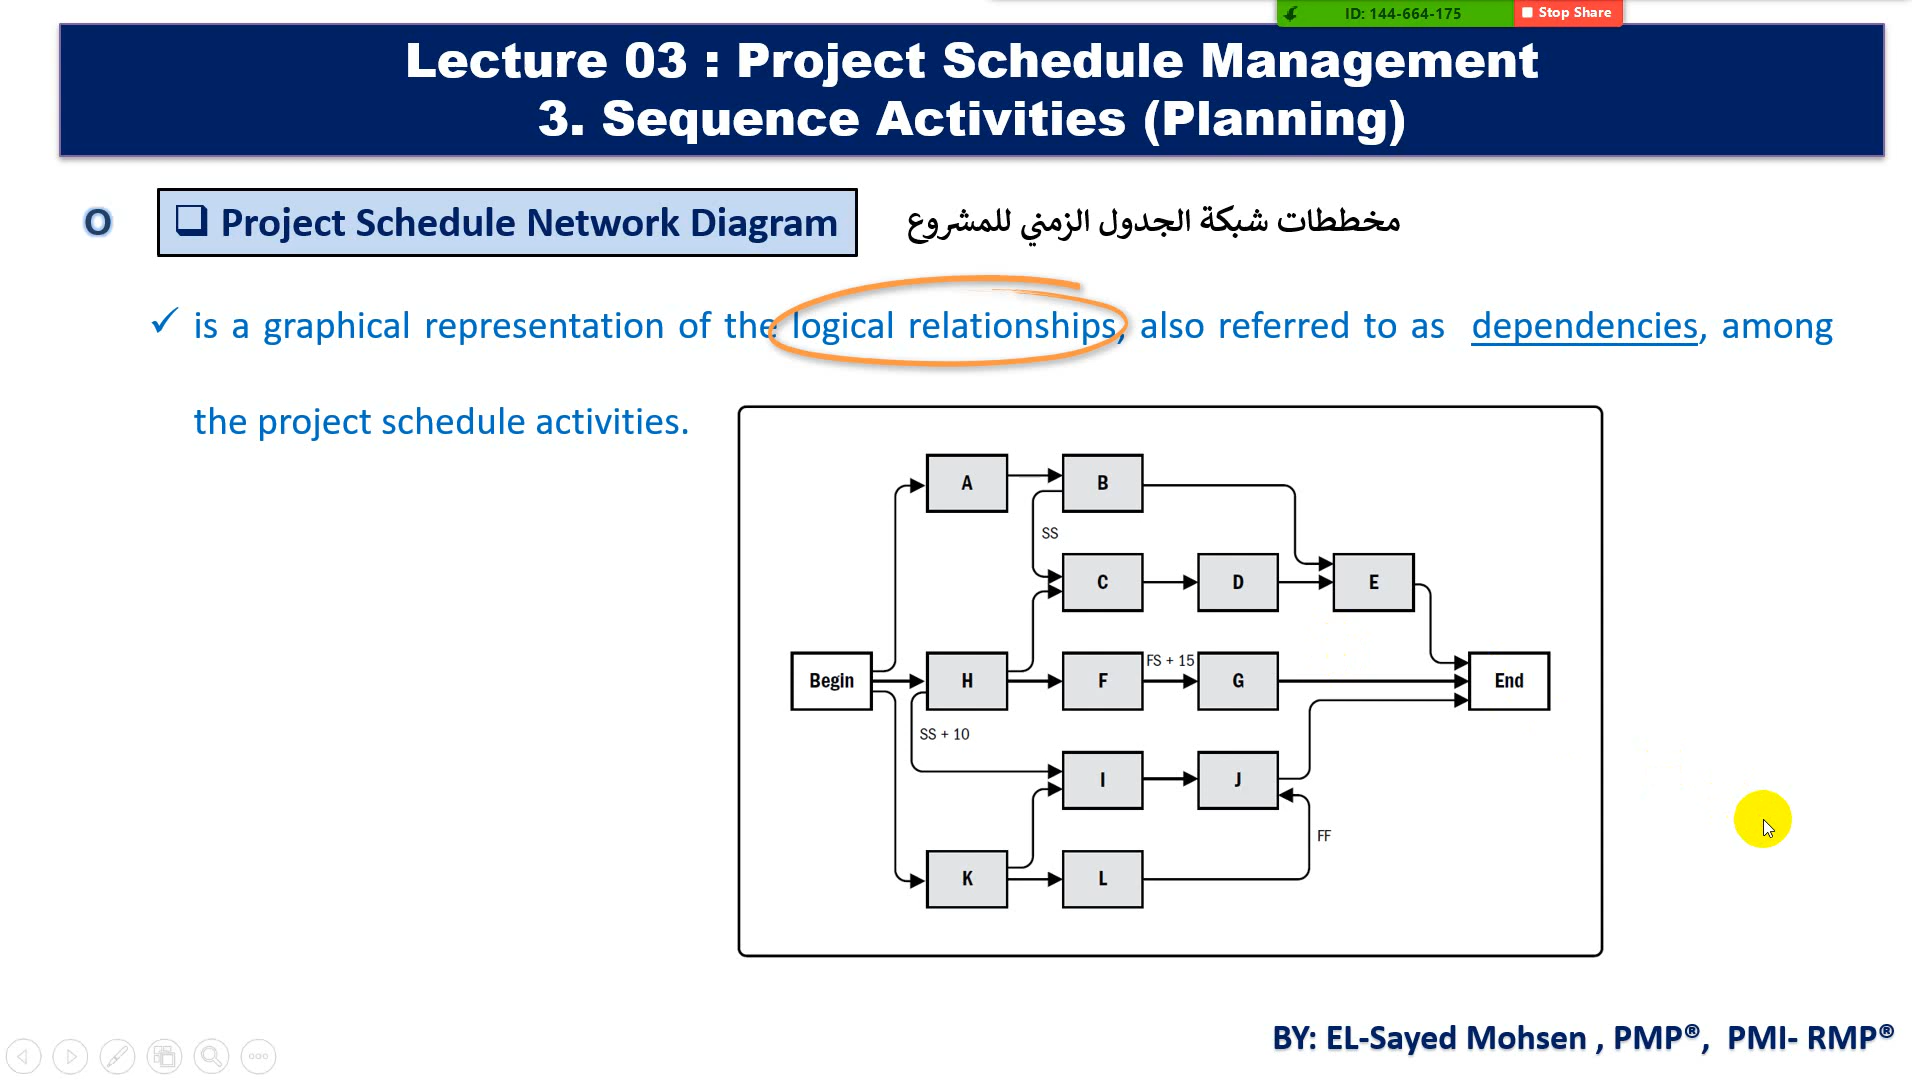 ID: 144-664-175
Stop Share
Lecture 03 : Project Schedule Management
3. Sequence Activities (Planning)
O
❑ Project Schedule Network Diagram
مخططات شبكة الجدول الزمني للمشروع
✓ is a graphical representation of the logical relationships, also referred to as dependencies, among
the project schedule activities.
A
B
SS
C
D
E
Begin
H
F
FS + 15
G
End
SS + 10
I
J
FF
K
L
BY: EL-Sayed Mohsen , PMP®, PMI- RMP®